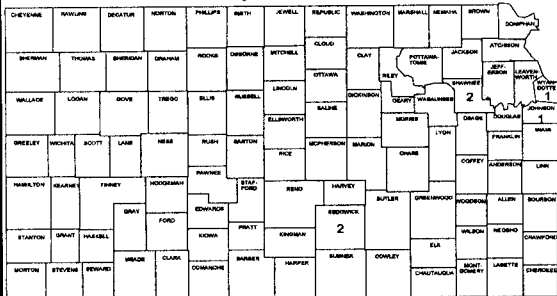 CHEYENNE RAWLINS DECATUR NORTON PHILLIPS SMITH JEWELL REPUBLIC WASHINGTON MARSHALL NEMAHA BROWN DONIPHAN
SHERMAN THOMAS SHERIDAN GRAHAM ROOKS OSBORNE MITCHELL CLOUD CLAY RILEY POTTAWA-
TOMIE JACKSON ATCHISON
JEFF-
ERSON LEAVEN
WORTH WYAN
DOTTE
1
OTTAWA SHAWNEE
2
WALLACE LOGAN GOVE TREGO ELLIS RUSSELL LINCOLN SALINE DICKINSON GEARY WABAUNSEE DOUGLAS JOHNSON
1
ELLSWORTH MORRIS OSAGE
GREELEY WICHITA SCOTT LANE NESS RUSH BARTON RICE MCPHERSON MARION CHASE LYON FRANKLIN MIAMI
COFFEY ANDERSON LINN
HAMILTON KEARNEY FINNEY HODGEMAN PAWNEE STAF-
FORD RENO HARVEY BUTLER GREENWOOD WOODSON ALLEN BOURSON
GRAY FORD EDWARDS SEDGWICK
2
STANTON GRANT HASKELL KIOWA PRATT KINGMAN ELK WILSON NEOSHO CRAWFORD
MORTON STEVENS SEWARD MEADE CLARK COMANCHE BARBER HARPER SUMNER COWLEY CHAUTAUQUA MONT-
GOMERY LABETTE CHEROKEE